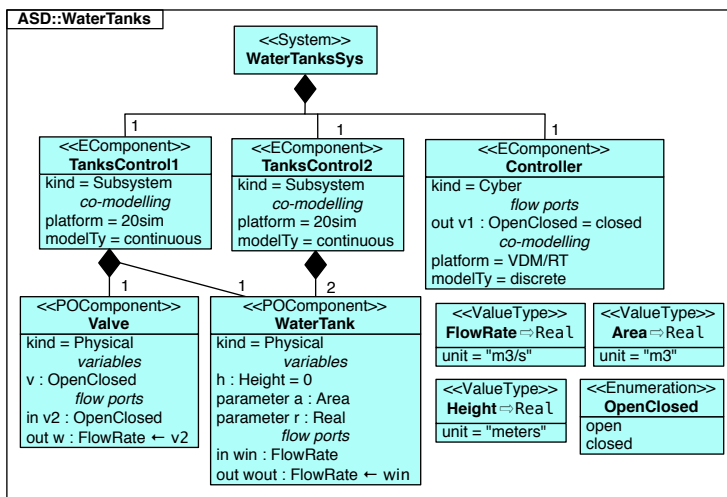 ASD::WaterTanks
<<System>>
WaterTanksSys
1
1
1
<<EComponent>>
TanksControl1
kind = Subsystem
co-modelling
platform = 20sim
modelTy = continuous
<<EComponent>>
TanksControl2
kind = Subsystem
co-modelling
platform = 20sim
modelTy = continuous
<<EComponent>>
Controller
kind = Cyber
flow ports
out v1 : OpenClosed = closed
co-modelling
platform = VDM/RT
modelTy = discrete
1
1
2
<<POComponent>>
Valve
kind = Physical
variables
v : OpenClosed
flow ports
in v2 : OpenClosed
out w : FlowRate ← v2
<<POComponent>>
WaterTank
kind = Physical
variables
h : Height = 0
parameter a : Area
parameter r : Real
flow ports
in win : FlowRate
out wout : FlowRate ← win
<<ValueType>>
FlowRate⇨Real
unit = "m3/s"
<<ValueType>>
Area⇨Real
unit = "m3"
<<ValueType>>
Height⇨Real
unit = "meters"
<<Enumeration>>
OpenClosed
open
closed